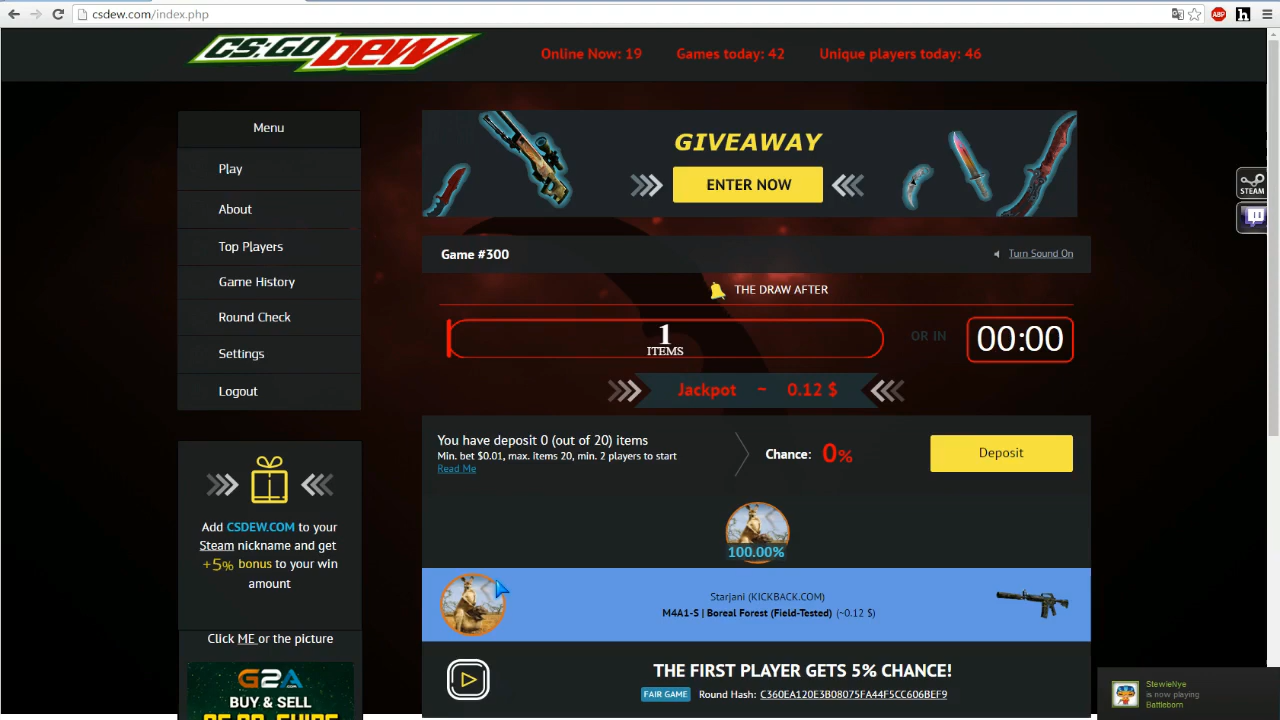 csdew.com/index.php
ABP
h
CS:GO DEW
Online Now: 19
Games today: 42
Unique players today: 46
Menu
Play
About
Top Players
Game History
Round Check
Settings
Logout
GIVEAWAY
ENTER NOW
STEAM
Game #300
Turn Sound On
THE DRAW AFTER
1
ITEMS
OR IN
00:00
Jackpot ~ 0.12 $
You have deposit 0 (out of 20) items
Min. bet $0.01, max. items 20, min. 2 players to start
Read Me
Chance: 0%
Deposit
100.00%
Starjani (KICKBACK.COM)
M4A1-S | Boreal Forest (Field-Tested) (~0.12 $)
THE FIRST PLAYER GETS 5% CHANCE!
FAIR GAME Round Hash: C360EA120E3B08075FA44F5CC606BEF9
Add CSDEW.COM to your
Steam nickname and get
+5% bonus to your win
amount
Click ME or the picture
G2A.COM
BUY & SELL
StewieNye
is now playing
Battleborn